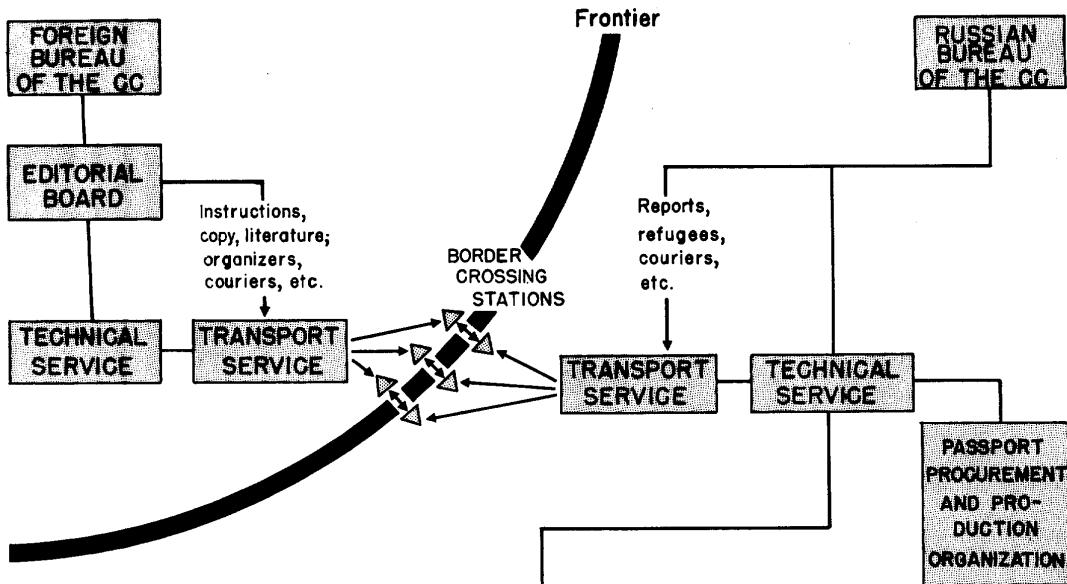 Frontier
FOREIGN
BUREAU
OF THE CC
RUSSIAN
BUREAU
OF THE CC
EDITORIAL
BOARD
Instructions,
copy, literature;
organizers,
couriers, etc.
Reports,
refugees,
couriers,
etc.
BORDER
CROSSING
STATIONS
TECHNICAL
SERVICE
TRANSPORT
SERVICE
TRANSPORT
SERVICE
TECHNICAL
SERVICE
PASSPORT
PROCUREMENT
AND PRO-
DUCTION
ORGANIZATION